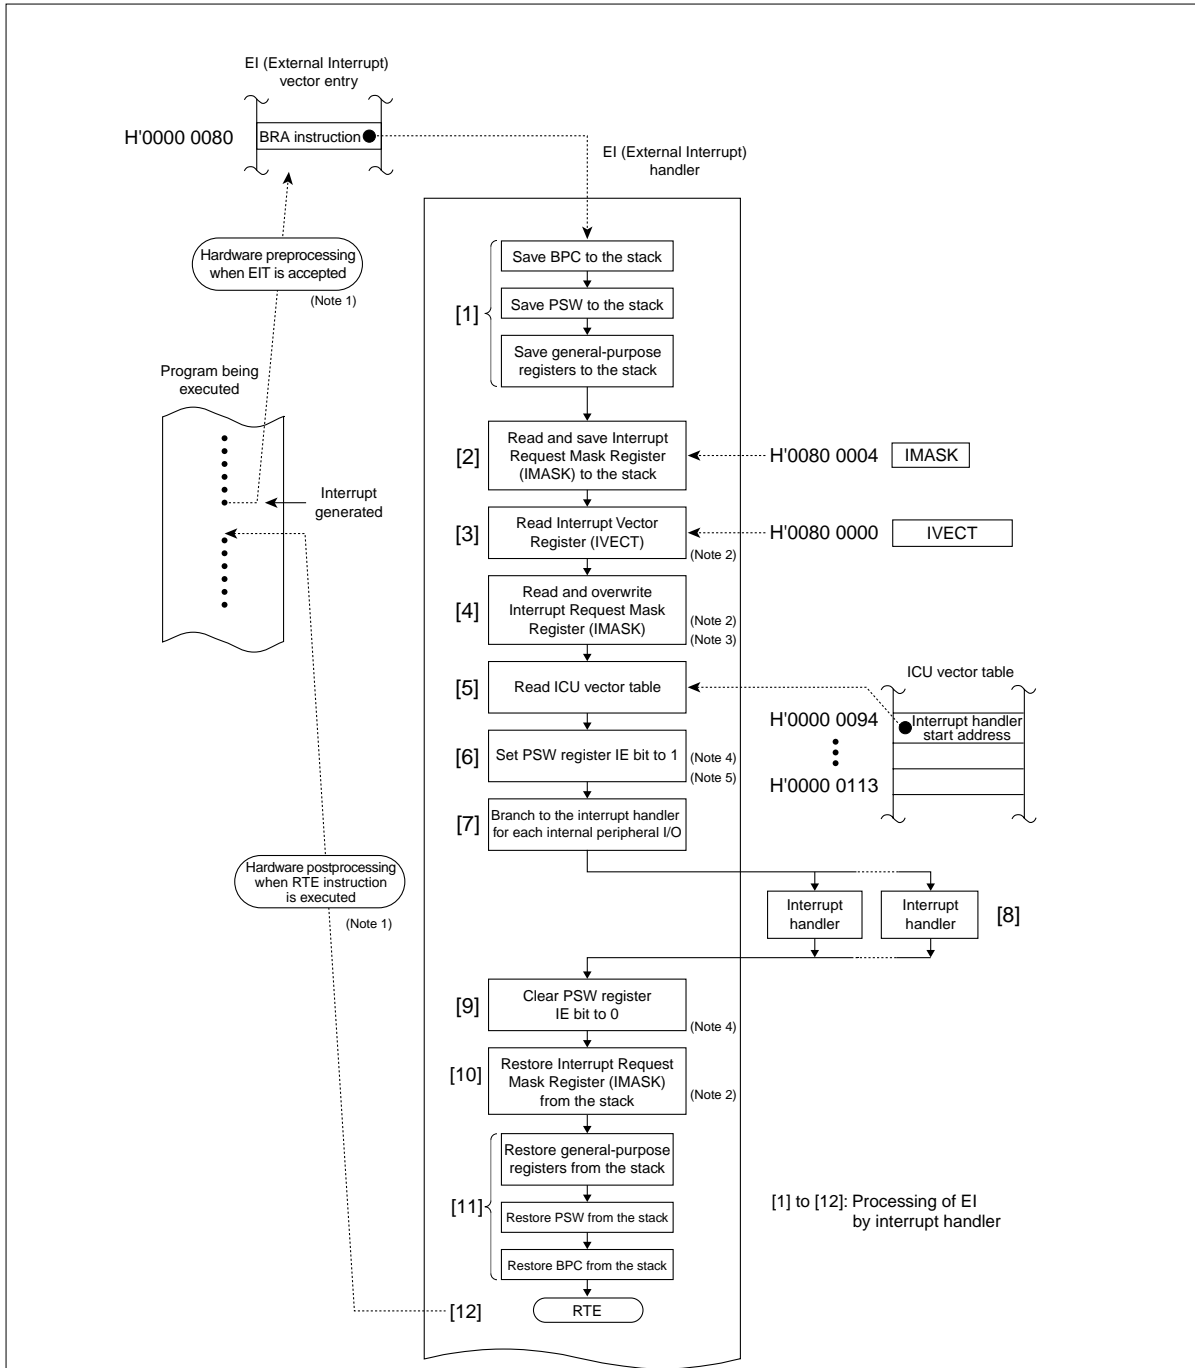 EI (External Interrupt)
vector entry
H'0000 0080
BRA instruction
EI (External Interrupt)
handler
Hardware preprocessing
when EIT is accepted
(Note 1)
Program being
executed
Interrupt
generated
[1]
Save BPC to the stack
Save PSW to the stack
Save general-purpose
registers to the stack
[2]
Read and save Interrupt
Request Mask Register
(IMASK) to the stack
H'0080 0004
IMASK
[3]
Read Interrupt Vector
Register (IVECT)
(Note 2)
H'0080 0000
IVECT
[4]
Read and overwrite
Interrupt Request Mask
Register (IMASK)
(Note 2)
(Note 3)
[5]
Read ICU vector table
ICU vector table
H'0000 0094
Interrupt handler
start address
H'0000 0113
[6]
Set PSW register IE bit to 1
(Note 4)
(Note 5)
[7]
Branch to the interrupt handler
for each internal peripheral I/O
Hardware postprocessing
when RTE instruction
is executed
(Note 1)
Interrupt
handler
Interrupt
handler
[8]
[9]
Clear PSW register
IE bit to 0
(Note 4)
[10]
Restore Interrupt Request
Mask Register (IMASK)
from the stack
(Note 2)
[11]
Restore general-purpose
registers from the stack
Restore PSW from the stack
Restore BPC from the stack
[12]
RTE
[1] to [12]: Processing of EI
by interrupt handler